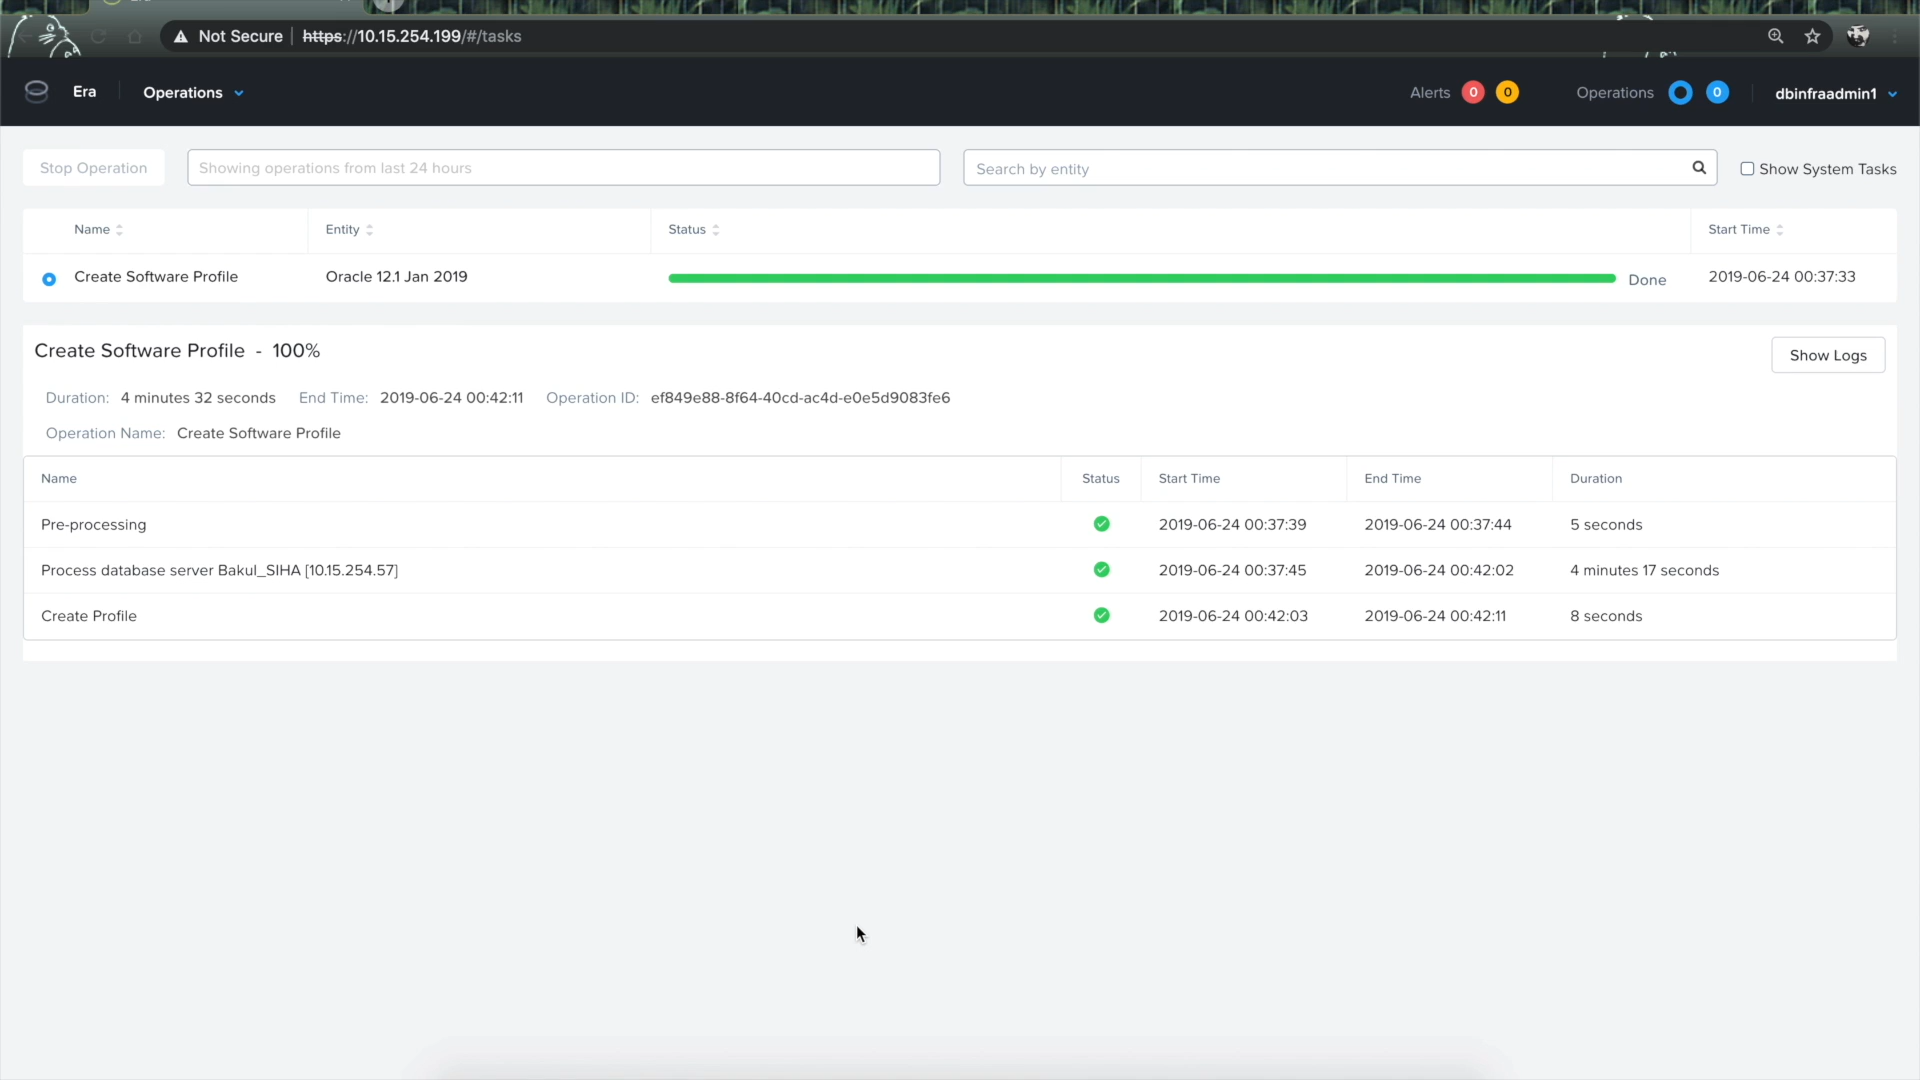 Not Secure | https://10.15.254.199/#/tasks
Era Operations Alerts 0 0 Operations 0 dbinfraadmin1
Stop Operation Showing operations from last 24 hours Search by entity Show System Tasks
Name Entity Status Start Time
Create Software Profile Oracle 12.1 Jan 2019 Done 2019-06-24 00:37:33
Create Software Profile - 100% Show Logs
Duration: 4 minutes 32 seconds End Time: 2019-06-24 00:42:11 Operation ID: ef849e88-8f64-40cd-ac4d-e0e5d9083fe6
Operation Name: Create Software Profile
Name Status Start Time End Time Duration
Pre-processing 2019-06-24 00:37:39 2019-06-24 00:37:44 5 seconds
Process database server Bakul_SIHA [10.15.254.57] 2019-06-24 00:37:45 2019-06-24 00:42:02 4 minutes 17 seconds
Create Profile 2019-06-24 00:42:03 2019-06-24 00:42:11 8 seconds